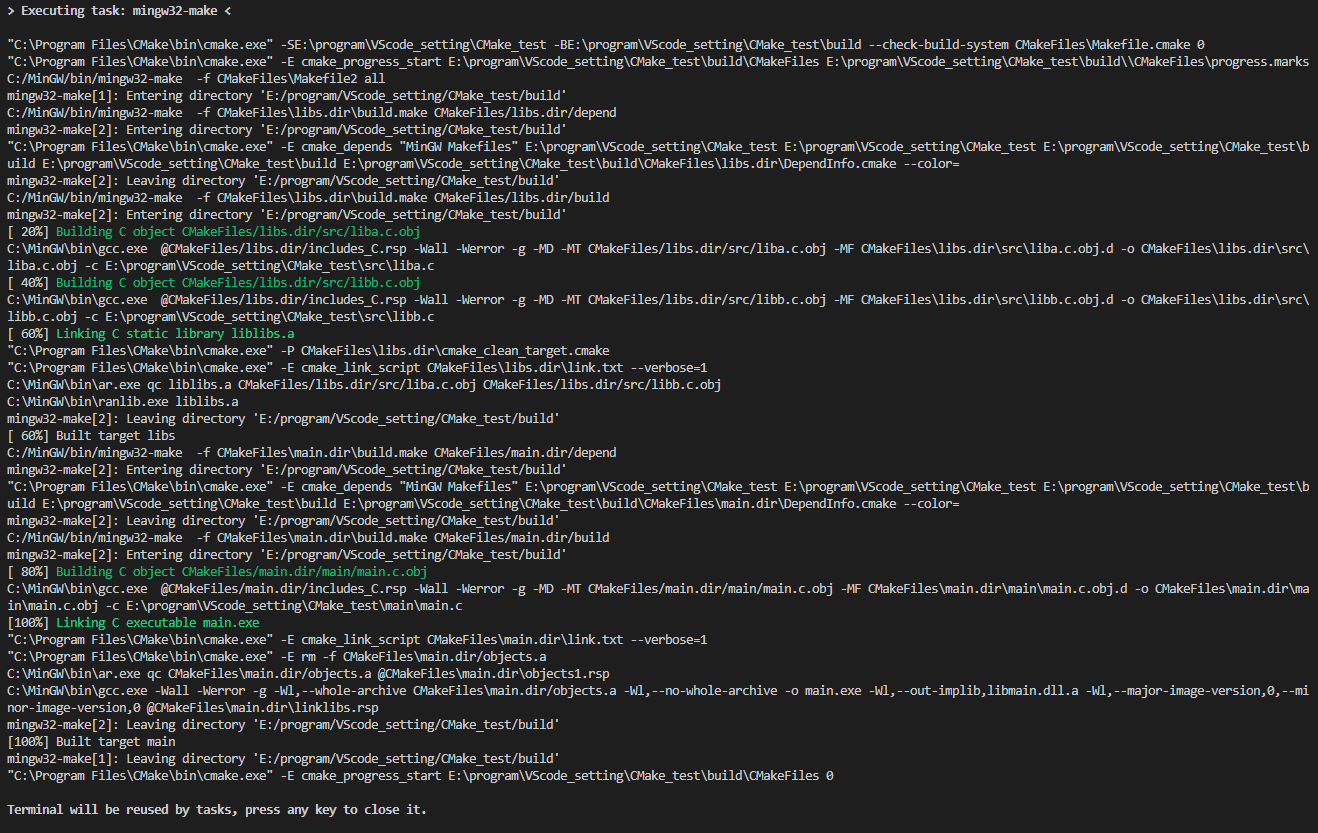 > Executing task: mingw32-make <
"C:\Program Files\CMake\bin\cmake.exe" -SE:\program\VScode_setting\CMake_test -BE:\program\VScode_setting\CMake_test\build --check-build-system CMakeFiles\Makefile.cmake 0
"C:\Program Files\CMake\bin\cmake.exe" -E cmake_progress_start E:\program\VScode_setting\CMake_test\build\CMakeFiles E:\program\VScode_setting\CMake_test\build\\CMakeFiles\progress.marks
C:/MinGW/bin/mingw32-make  -f CMakeFiles\Makefile2 all
mingw32-make[1]: Entering directory 'E:/program/VScode_setting/CMake_test/build'
C:/MinGW/bin/mingw32-make  -f CMakeFiles\libs.dir\build.make CMakeFiles/libs.dir/depend
mingw32-make[2]: Entering directory 'E:/program/VScode_setting/CMake_test/build'
"C:\Program Files\CMake\bin\cmake.exe" -E cmake_depends "MinGW Makefiles" E:\program\VScode_setting\CMake_test E:\program\VScode_setting\CMake_test E:\program\VScode_setting\CMake_test\b
uild E:\program\VScode_setting\CMake_test\build E:\program\VScode_setting\CMake_test\build\CMakeFiles\libs.dir\DependInfo.cmake --color=
mingw32-make[2]: Leaving directory 'E:/program/VScode_setting/CMake_test/build'
C:/MinGW/bin/mingw32-make  -f CMakeFiles\libs.dir\build.make CMakeFiles/libs.dir/build
mingw32-make[2]: Entering directory 'E:/program/VScode_setting/CMake_test/build'
[ 20%] Building C object CMakeFiles/libs.dir/src/liba.c.obj
C:\MinGW\bin\gcc.exe  @CMakeFiles/libs.dir/includes_C.rsp -Wall -Werror -g -MD -MT CMakeFiles/libs.dir/src/liba.c.obj -MF CMakeFiles\libs.dir\src\liba.c.obj.d -o CMakeFiles\libs.dir\src\
liba.c.obj -c E:\program\VScode_setting\CMake_test\src\liba.c
[ 40%] Building C object CMakeFiles/libs.dir/src/libb.c.obj
C:\MinGW\bin\gcc.exe  @CMakeFiles/libs.dir/includes_C.rsp -Wall -Werror -g -MD -MT CMakeFiles/libs.dir/src/libb.c.obj -MF CMakeFiles\libs.dir\src\libb.c.obj.d -o CMakeFiles\libs.dir\src\
libb.c.obj -c E:\program\VScode_setting\CMake_test\src\libb.c
[ 60%] Linking C static library liblibs.a
"C:\Program Files\CMake\bin\cmake.exe" -P CMakeFiles\libs.dir\cmake_clean_target.cmake
"C:\Program Files\CMake\bin\cmake.exe" -E cmake_link_script CMakeFiles\libs.dir\link.txt --verbose=1
C:\MinGW\bin\ar.exe qc liblibs.a CMakeFiles/libs.dir/src/liba.c.obj CMakeFiles/libs.dir/src/libb.c.obj
C:\MinGW\bin\ranlib.exe liblibs.a
mingw32-make[2]: Leaving directory 'E:/program/VScode_setting/CMake_test/build'
[ 60%] Built target libs
C:/MinGW/bin/mingw32-make  -f CMakeFiles\main.dir\build.make CMakeFiles/main.dir/depend
mingw32-make[2]: Entering directory 'E:/program/VScode_setting/CMake_test/build'
"C:\Program Files\CMake\bin\cmake.exe" -E cmake_depends "MinGW Makefiles" E:\program\VScode_setting\CMake_test E:\program\VScode_setting\CMake_test E:\program\VScode_setting\CMake_test\b
uild E:\program\VScode_setting\CMake_test\build E:\program\VScode_setting\CMake_test\build\CMakeFiles\main.dir\DependInfo.cmake --color=
mingw32-make[2]: Leaving directory 'E:/program/VScode_setting/CMake_test/build'
C:/MinGW/bin/mingw32-make  -f CMakeFiles\main.dir\build.make CMakeFiles/main.dir/build
mingw32-make[2]: Entering directory 'E:/program/VScode_setting/CMake_test/build'
[ 80%] Building C object CMakeFiles/main.dir/main/main.c.obj
C:\MinGW\bin\gcc.exe  @CMakeFiles/main.dir/includes_C.rsp -Wall -Werror -g -MD -MT CMakeFiles/main.dir/main/main.c.obj -MF CMakeFiles\main.dir\main\main.c.obj.d -o CMakeFiles\main.dir\ma
in\main.c.obj -c E:\program\VScode_setting\CMake_test\main\main.c
[100%] Linking C executable main.exe
"C:\Program Files\CMake\bin\cmake.exe" -E cmake_link_script CMakeFiles\main.dir\link.txt --verbose=1
"C:\Program Files\CMake\bin\cmake.exe" -E rm -f CMakeFiles\main.dir/objects.a
C:\MinGW\bin\ar.exe qc CMakeFiles\main.dir/objects.a @CMakeFiles\main.dir\objects1.rsp
C:\MinGW\bin\gcc.exe -Wall -Werror -g -Wl,--whole-archive CMakeFiles\main.dir/objects.a -Wl,--no-whole-archive -o main.exe -Wl,--out-implib,libmain.dll.a -Wl,--major-image-version,0,--mi
nor-image-version,0 @CMakeFiles\main.dir\linklibs.rsp
mingw32-make[2]: Leaving directory 'E:/program/VScode_setting/CMake_test/build'
[100%] Built target main
mingw32-make[1]: Leaving directory 'E:/program/VScode_setting/CMake_test/build'
"C:\Program Files\CMake\bin\cmake.exe" -E cmake_progress_start E:\program\VScode_setting\CMake_test\build\CMakeFiles 0
Terminal will be reused by tasks, press any key to close it.